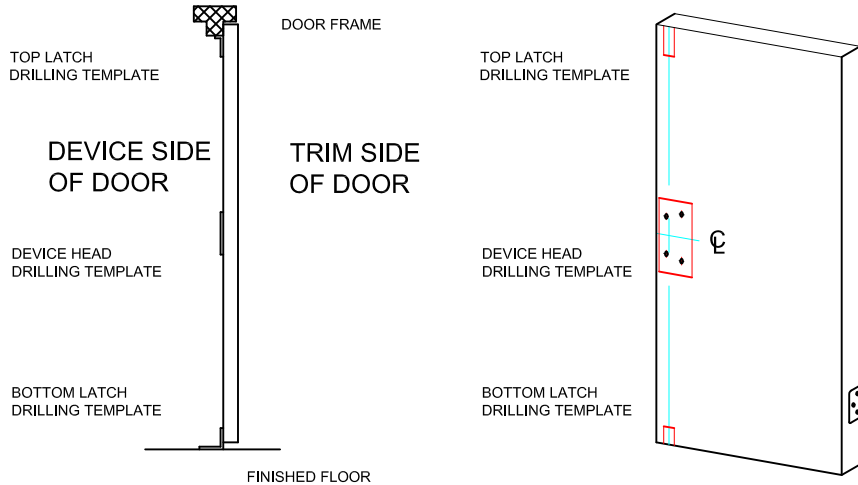 DOOR FRAME
TOP LATCH
DRILLING TEMPLATE
DEVICE SIDE
OF DOOR
TRIM SIDE
OF DOOR
DEVICE HEAD
DRILLING TEMPLATE
BOTTOM LATCH
DRILLING TEMPLATE
FINISHED FLOOR
TOP LATCH
DRILLING TEMPLATE
℄
DEVICE HEAD
DRILLING TEMPLATE
BOTTOM LATCH
DRILLING TEMPLATE